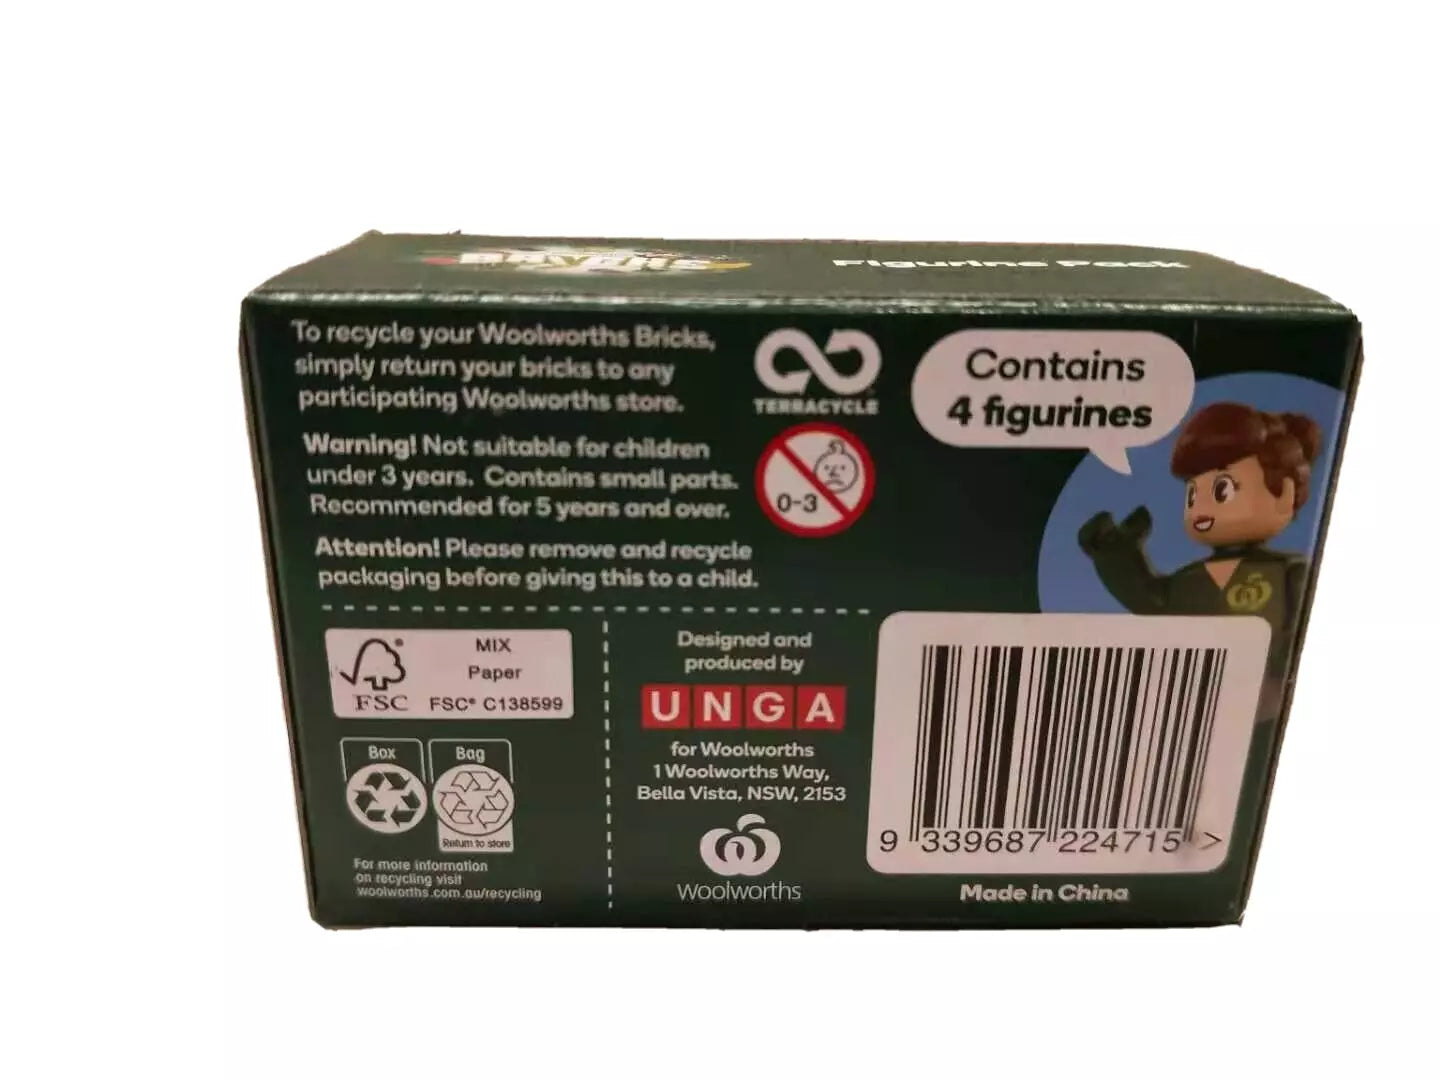 Figurine Pack
To recycle your Woolworths Bricks,
simply return your bricks to any
participating Woolworths store.
TERRACYCLE
Warning! Not suitable for children
under 3 years. Contains small parts.
Recommended for 5 years and over.
0-3
Attention! Please remove and recycle
packaging before giving this to a child.
Contains
4 figurines
FSC
MIX
Paper
FSC® C138599
Box
Bag
Return to store
For more information
on recycling visit
woolworths.com.au/recycling
Designed and
produced by
UNGA
for Woolworths
1 Woolworths Way,
Bella Vista, NSW, 2153
Woolworths
9 339687 224715 >
Made in China